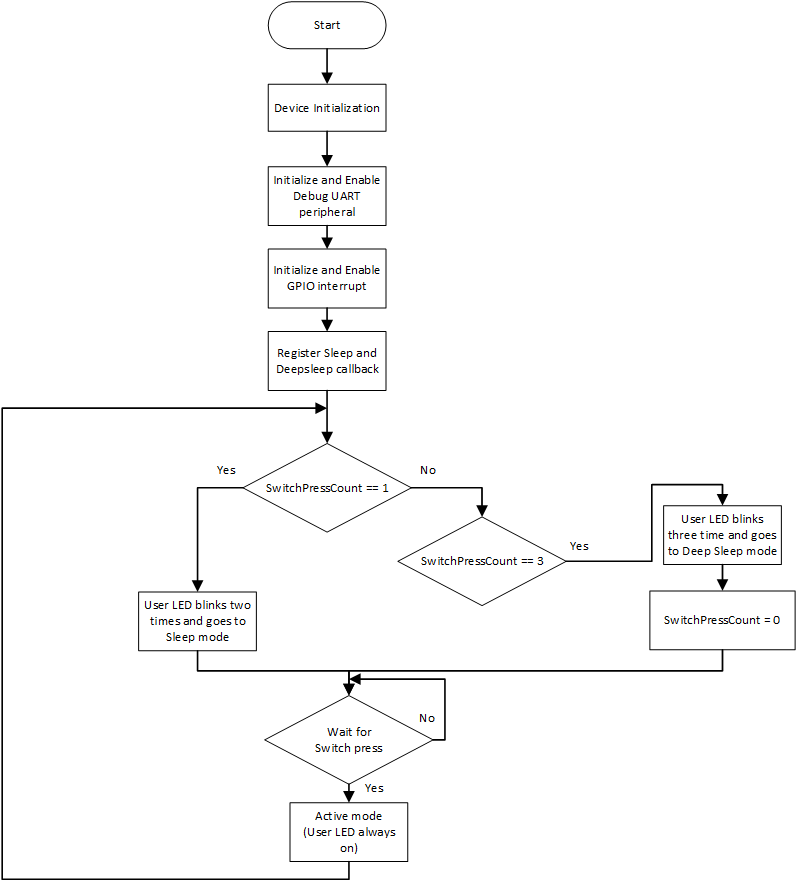 Start
Device Initialization
Initialize and Enable
Debug UART
peripheral
Initialize and Enable
GPIO interrupt
Register Sleep and
Deepsleep callback
Yes
SwitchPressCount == 1
No
SwitchPressCount == 3
Yes
User LED blinks
three time and goes
to Deep Sleep mode
User LED blinks two
times and goes to
Sleep mode
SwitchPressCount = 0
Wait for
Switch press
No
Yes
Active mode
(User LED always
on)